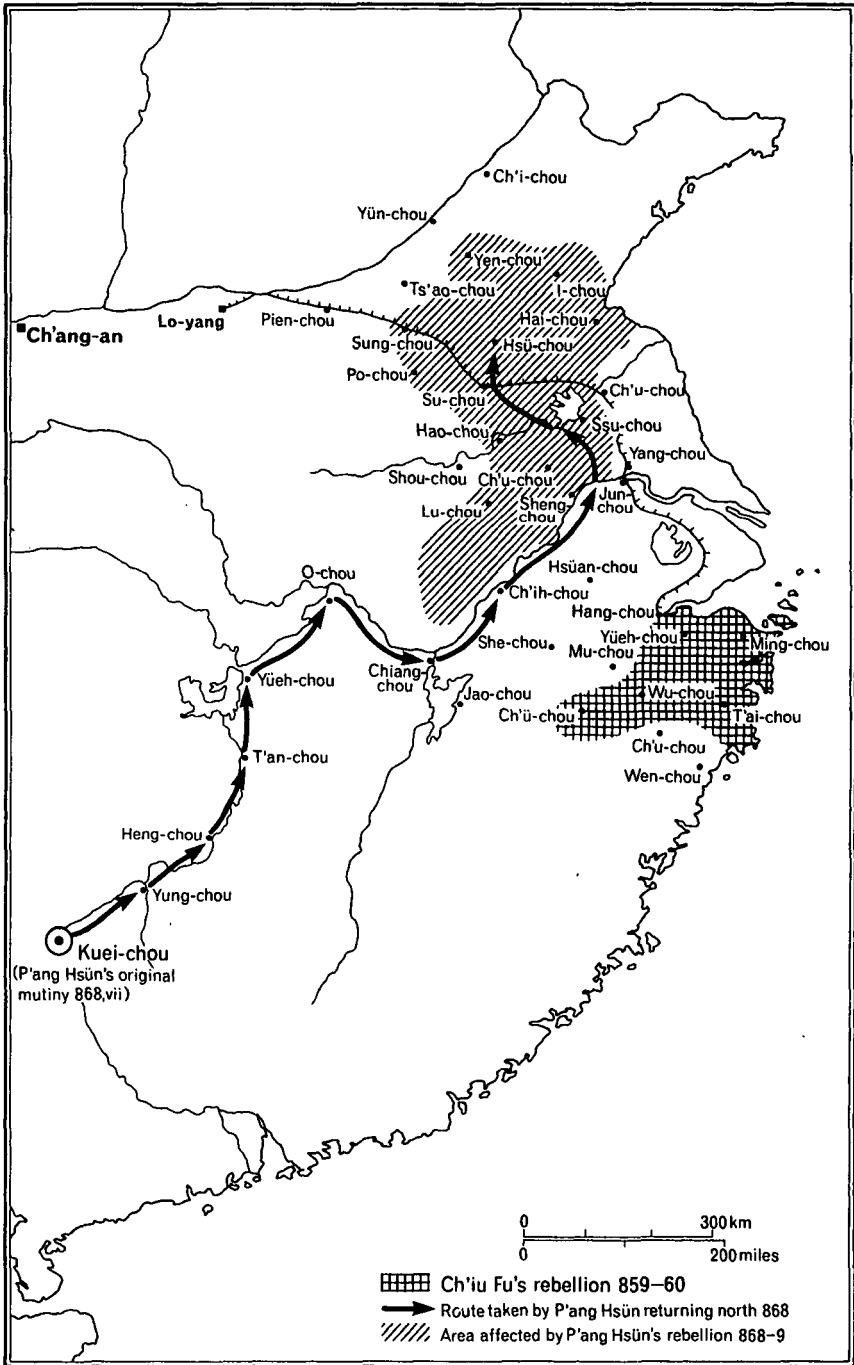 Ch'i-chou
Yün-chou
Yen-chou
Ts'ao-chou
I-chou
Lo-yang
Pien-chou
Hai-chou
Ch'ang-an
Sung-chou
Hsü-chou
Po-chou
Su-chou
Ch'u-chou
Hao-chou
Ssu-chou
Yang-chou
Shou-chou
Ch'u-chou
Lu-chou
Sheng-
chou
Jun-
chou
O-chou
Hsüan-chou
Ch'ih-chou
Hang-chou
She-chou
Yüeh-chou
Ming-chou
Mu-chou
Chiang-
chou
Yüeh-chou
Jao-chou
Wu-chou
Ch'ü-chou
T'ai-chou
Ch'u-chou
T'an-chou
Wen-chou
Heng-chou
Yung-chou
Kuei-chou
(P'ang Hsün's original
mutiny 868,vii)
0 300km
0 200miles
Ch'iu Fu's rebellion 859–60
Route taken by P'ang Hsün returning north 868
Area affected by P'ang Hsün's rebellion 868–9